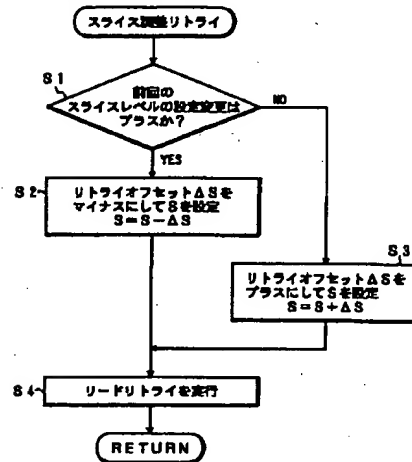 スライス調整リトライ
S1
前回の
スライスレベルの設定変更は
プラスか？
NO
YES
S2
リトライオフセットΔSを
マイナスにしてSを設定
S=S-ΔS
S3
リトライオフセットΔSを
プラスにしてSを設定
S=S+ΔS
S4
リードリトライを実行
RETURN